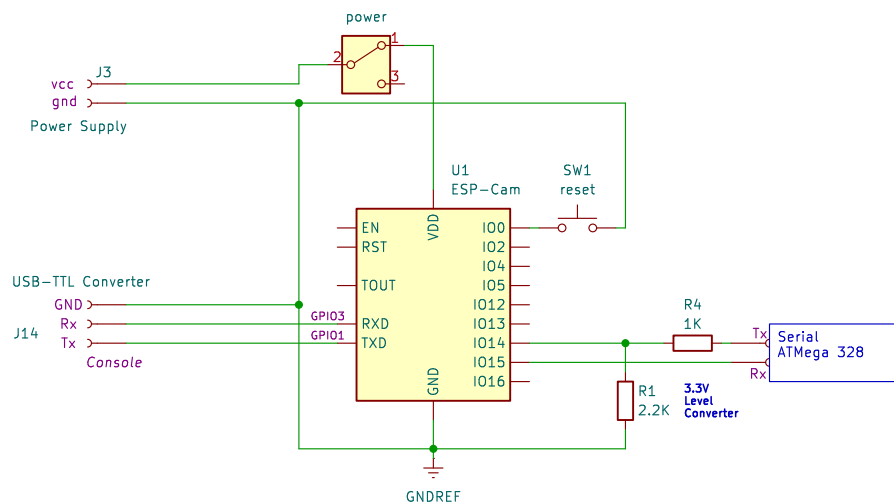 power
1
2
3
J3
vcc
gnd
Power Supply
U1
ESP-Cam
SW1
reset
VDD
EN
RST
TOUT
RXD
TXD
GND
IO0
IO2
IO4
IO5
IO12
IO13
IO14
IO15
IO16
USB-TTL Converter
GND
Rx
Tx
J14
Console
GPIO3
GPIO1
R4
1K
Tx
Rx
Serial
ATMega 328
R1
2.2K
3.3V
Level
Converter
GNDREF